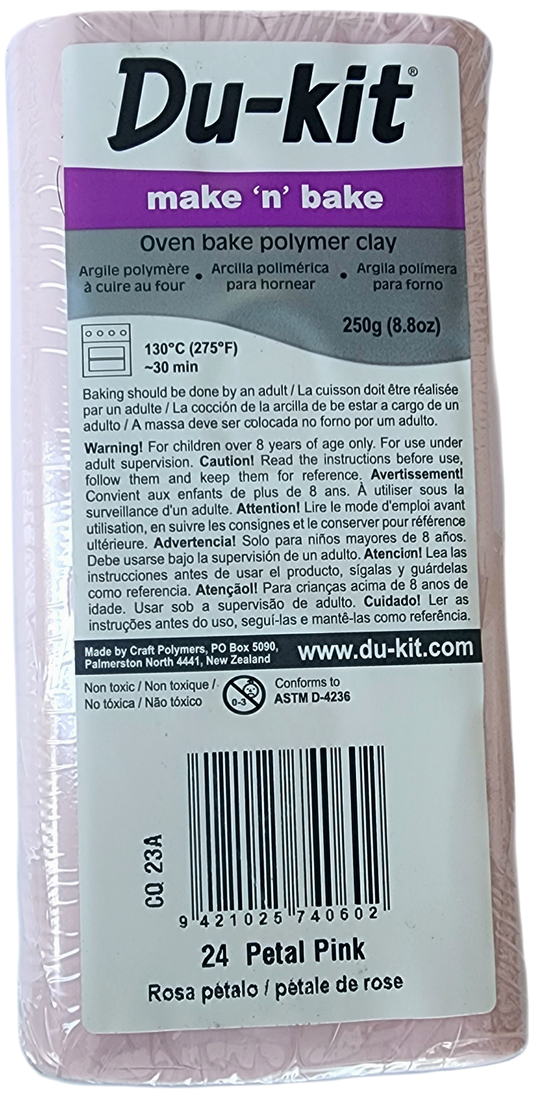 Du-kit®
make 'n' bake
Oven bake polymer clay
Argile polymère • Arcilla polimérica • Argila polímera
à cuire au four para hornear para forno
250g (8.8oz)
130°C (275°F)
~30 min
Baking should be done by an adult / La cuisson doit être réalisée
par un adulte / La cocción de la arcilla de be estar a cargo de un
adulto / A massa deve ser colocada no forno por um adulto.
Warning! For children over 8 years of age only. For use under
adult supervision. Caution! Read the instructions before use,
follow them and keep them for reference. Avertissement!
Convient aux enfants de plus de 8 ans. À utiliser sous la
surveillance d'un adulte. Attention! Lire le mode d'emploi avant
utilisation, en suivre les consignes et le conserver pour référence
ultérieure. Advertencia! Solo para niños mayores de 8 años.
Debe usarse bajo la supervisión de un adulto. Atencion! Lea las
instrucciones antes de usar el producto, sígalas y guárdelas
como referencia. Atençãol! Para crianças acima de 8 anos de
idade. Usar sob a supervisão de adulto. Cuidado! Ler as
instruções antes do uso, seguí-las e mantê-las como referência.
Made by Craft Polymers, PO Box 5090,
Palmerston North 4441, New Zealand
www.du-kit.com
Non toxic / Non toxique /
No tóxica / Não tóxico
0-3
Conforms to
ASTM D-4236
CQ 23A
9 421025 740602
24 Petal Pink
Rosa pétalo / pétale de rose